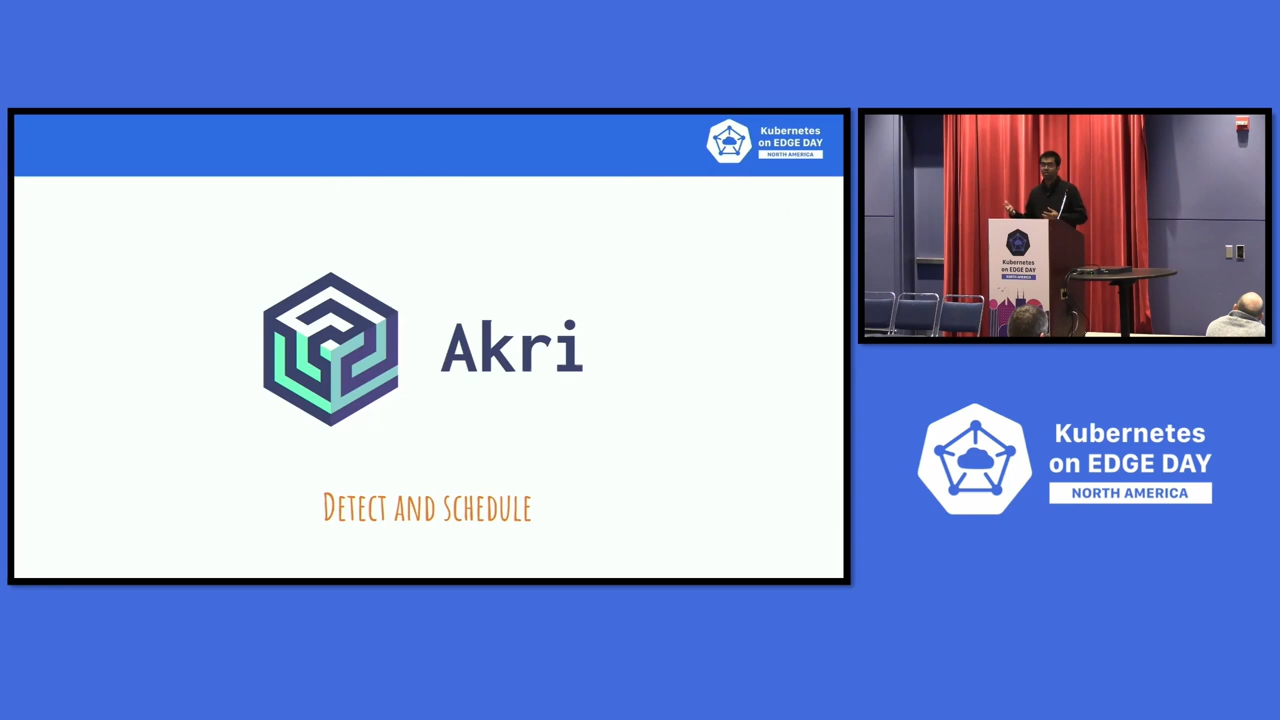 Kubernetes
on EDGE DAY
NORTH AMERICA
Akri
DETECT AND SCHEDULE
Kubernetes
on EDGE DAY
NORTH AMERICA
Kubernetes
on EDGE DAY
NORTH AMERICA